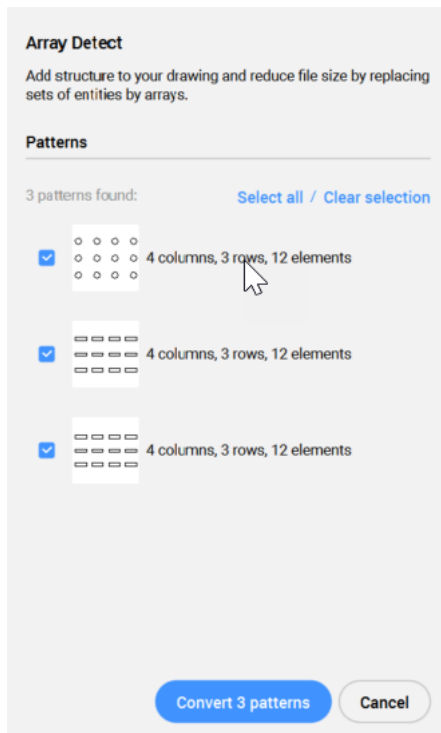 Array Detect
Add structure to your drawing and reduce file size by replacing
sets of entities by arrays.
Patterns
3 patterns found: Select all / Clear selection
4 columns, 3 rows, 12 elements
4 columns, 3 rows, 12 elements
4 columns, 3 rows, 12 elements
Convert 3 patterns Cancel